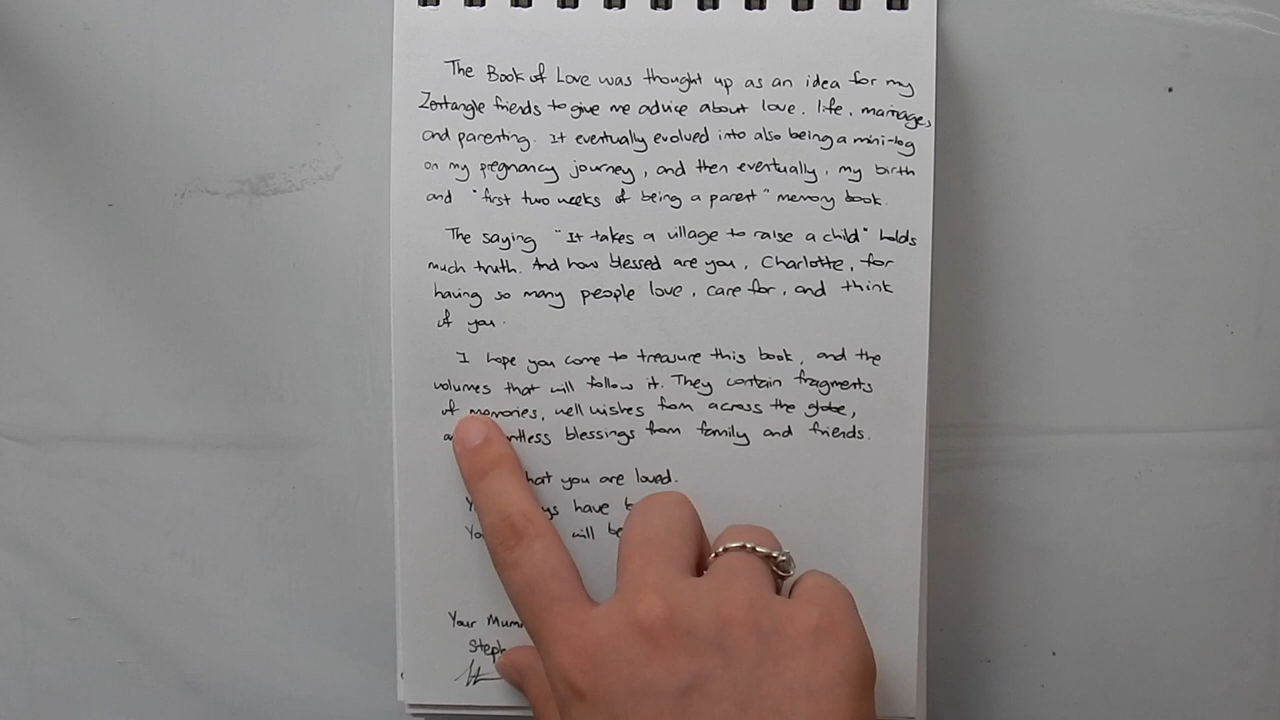 The Book of Love was thought up as an idea for my
Zentangle friends to give me advice about love, life, marriage,
and parenting. It eventually evolved into also being a mini-log
on my pregnancy journey, and then eventually, my birth
and "first two weeks of being a parent" memory book.
The saying "It takes a village to raise a child" holds
much truth. And how blessed are you, Charlotte, for
having so many people love, care for, and think
of you.
I hope you come to treasure this book, and the
volumes that will follow it. They contain fragments
of memories, well wishes from across the globe,
blessings from family and friends.
you are loved.
have
will
Your